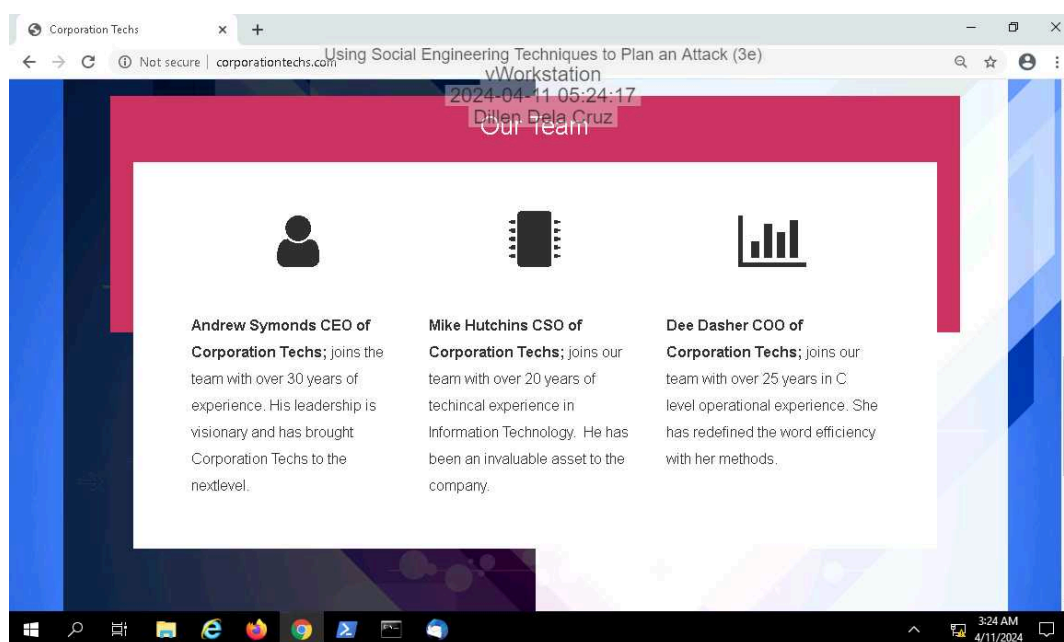 Corporation Techs
Not secure | corporationtechs.com
Using Social Engineering Techniques to Plan an Attack (3e)
vWorkstation
2024-04-11 05:24:17
Dillen Dela Cruz
Our Team
Andrew Symonds CEO of
Corporation Techs; joins the
team with over 30 years of
experience. His leadership is
visionary and has brought
Corporation Techs to the
nextlevel.
Mike Hutchins CSO of
Corporation Techs; joins our
team with over 20 years of
techincal experience in
Information Technology. He has
been an invaluable asset to the
company.
Dee Dasher COO of
Corporation Techs; joins our
team with over 25 years in C
level operational experience. She
has redefined the word efficiency
with her methods.
3:24 AM
4/11/2024